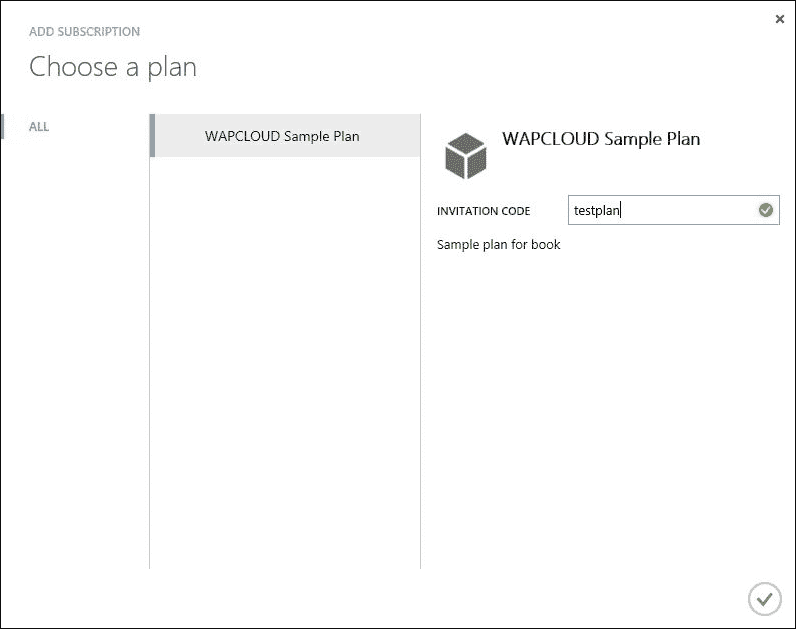 ADD SUBSCRIPTION
Choose a plan
ALL
WAPCLOUD Sample Plan
WAPCLOUD Sample Plan
INVITATION CODE
testplan
Sample plan for book